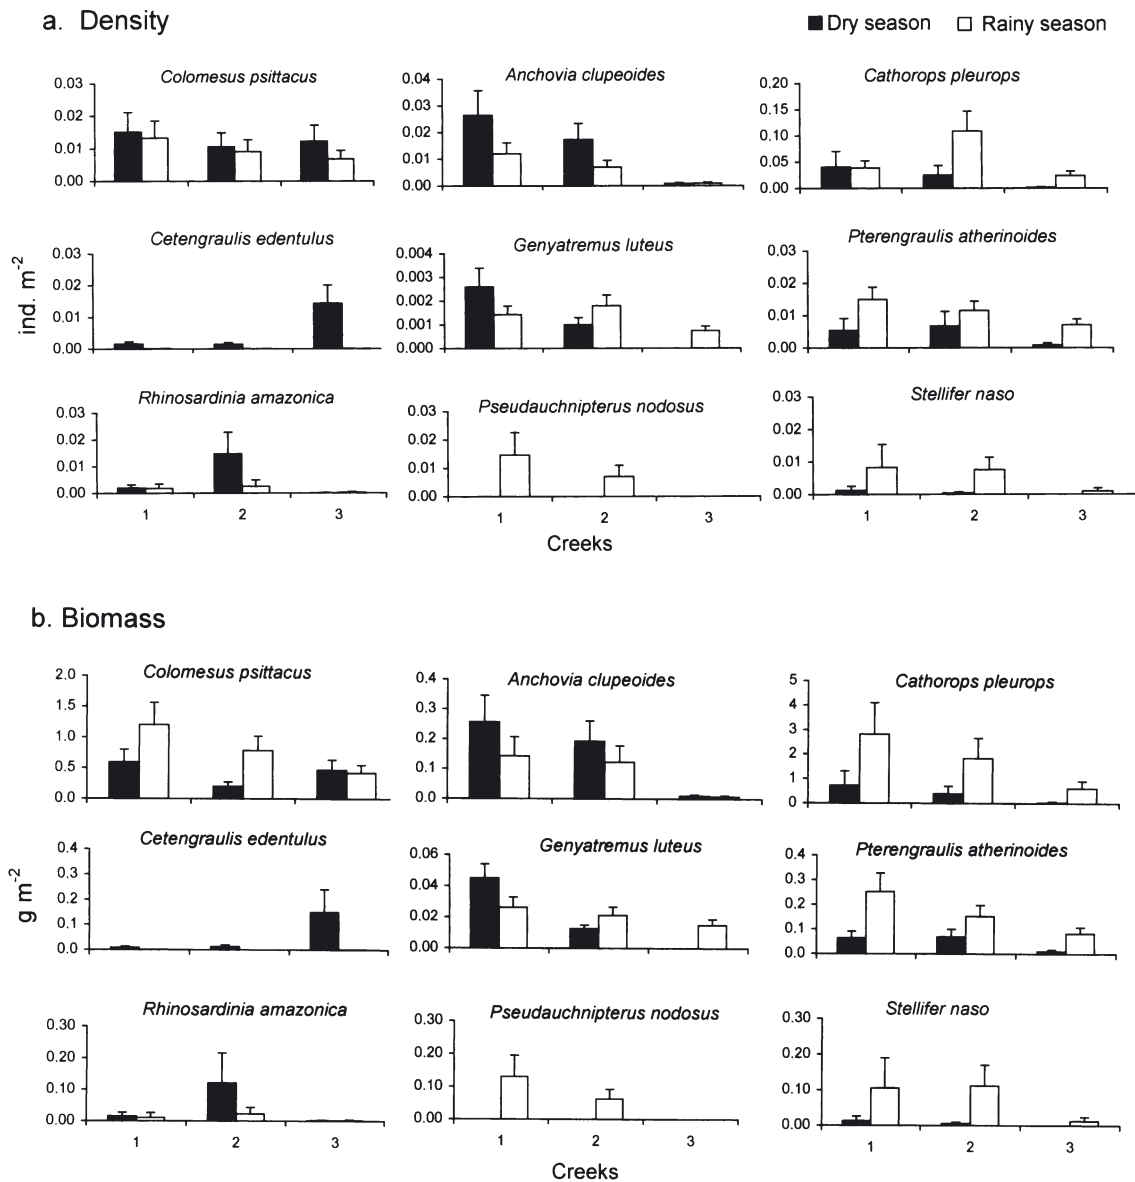 a. Density
Dry season Rainy season
Colomesus psittacus Anchovia clupeoides Cathorops pleurops
0.03 0.04 0.20
0.02 0.03 0.15
0.01 0.02 0.10
0.00 0.01 0.05
0.00 0.00
Cetengraulis edentulus Genyatremus luteus Pterengraulis atherinoides
0.03 0.004 0.03
0.02 0.003 0.02
0.01 0.002 0.01
0.00 0.001 0.00
0.000
ind. m-2
Rhinosardinia amazonica Pseudauchnipterus nodosus Stellifer naso
0.03 0.03 0.03
0.02 0.02 0.02
0.01 0.01 0.01
0.00 0.00 0.00
1 2 3 1 2 3 1 2 3
Creeks
b. Biomass
Colomesus psittacus Anchovia clupeoides Cathorops pleurops
2.0 0.4 5
1.5 0.3 4
1.0 0.2 3
0.5 0.1 2
0.0 0.0 1
0
Cetengraulis edentulus Genyatremus luteus Pterengraulis atherinoides
0.4 0.06 0.4
0.3 0.04 0.3
0.2 0.02 0.2
0.1 0.00 0.1
0.0 0.0
g m-2
Rhinosardinia amazonica Pseudauchnipterus nodosus Stellifer naso
0.30 0.30 0.30
0.20 0.20 0.20
0.10 0.10 0.10
0.00 0.00 0.00
1 2 3 1 2 3 1 2 3
Creeks